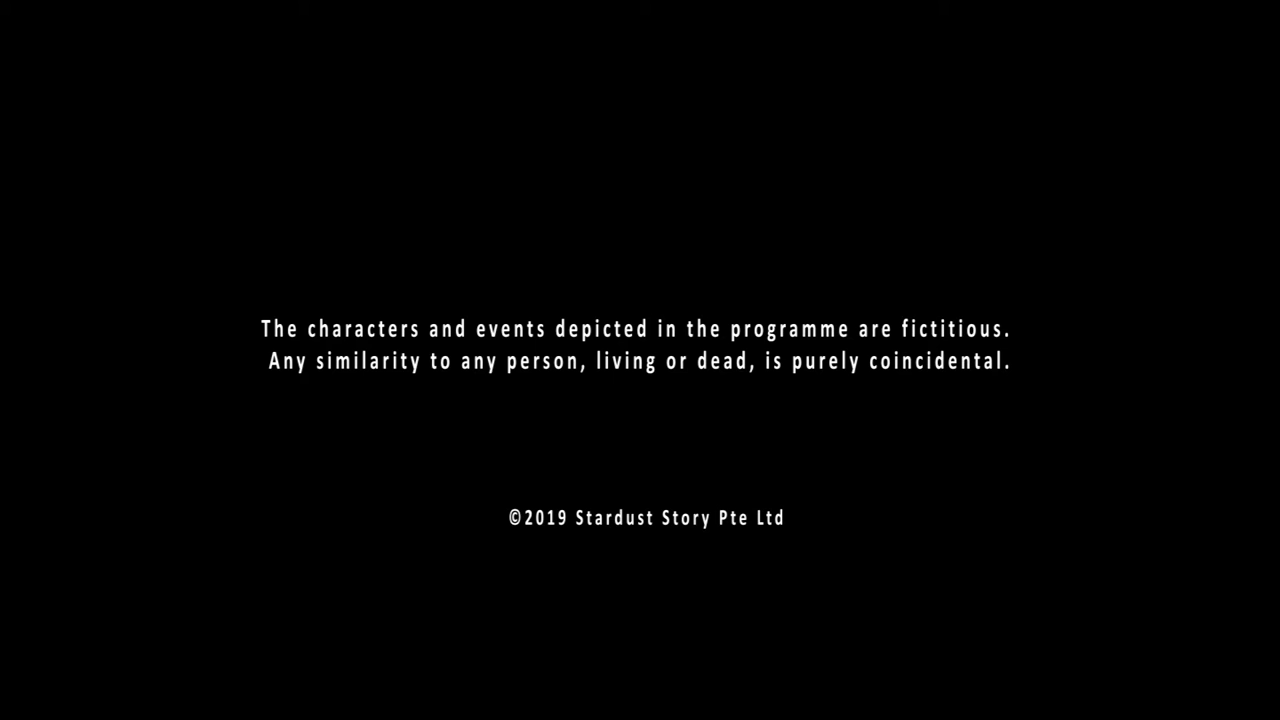 The characters and events depicted in the programme are fictitious.
Any similarity to any person, living or dead, is purely coincidental.
©2019 Stardust Story Pte Ltd